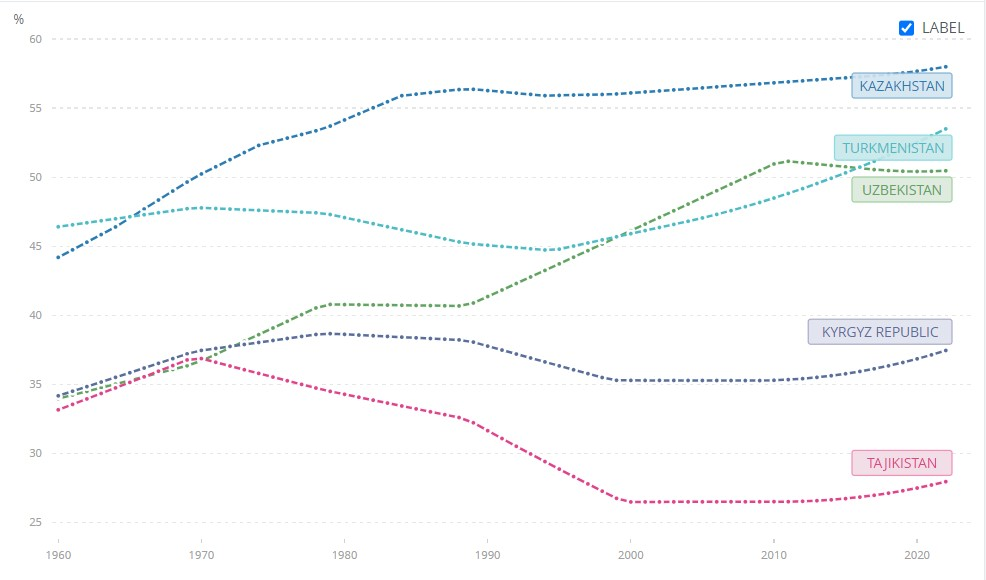 %
LABEL
60
KAZAKHSTAN
55
TURKMENISTAN
50
UZBEKISTAN
45
40
KYRGYZ REPUBLIC
35
30
TAJIKISTAN
25
1960 1970 1980 1990 2000 2010 2020